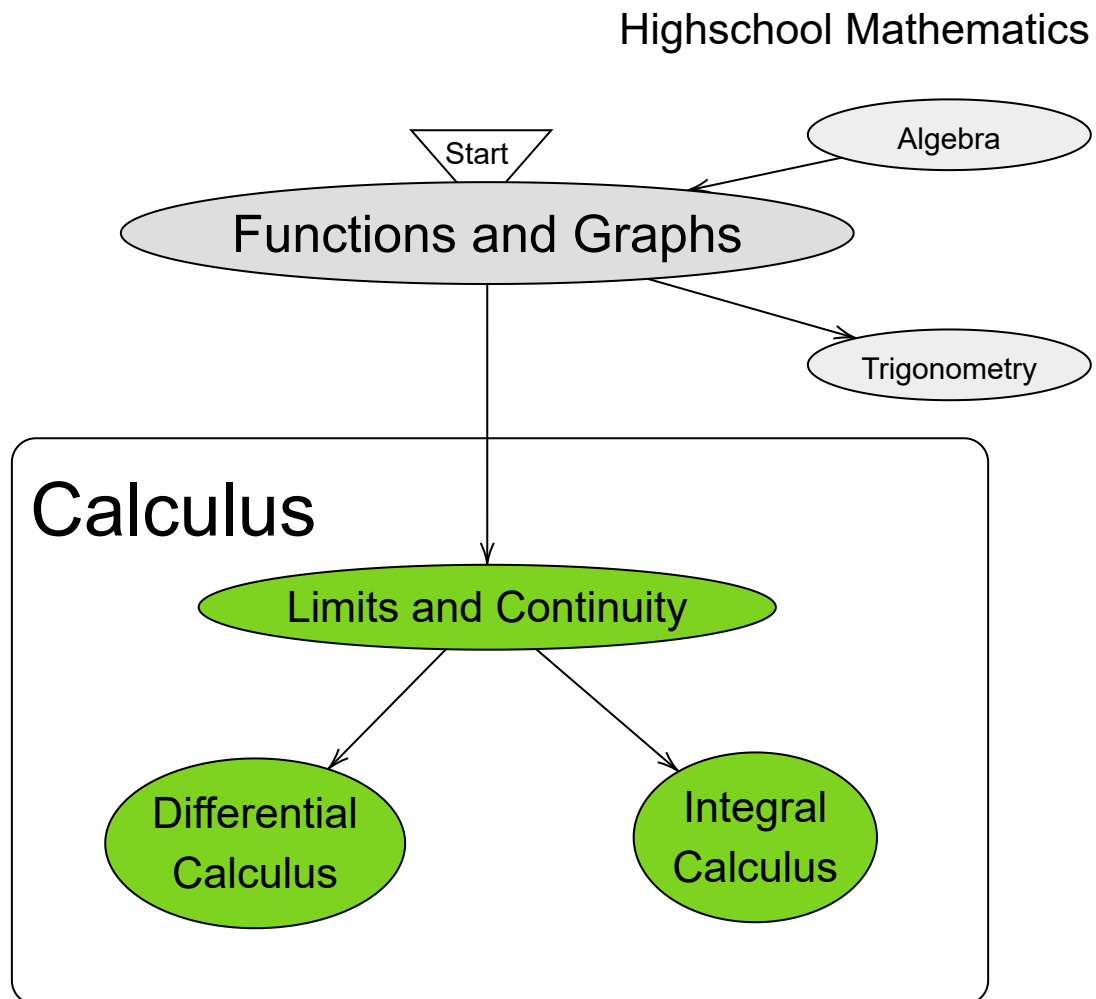 Highschool Mathematics
Algebra
Start
Functions and Graphs
Trigonometry
Calculus
Limits and Continuity
Differential
Calculus
Integral
Calculus